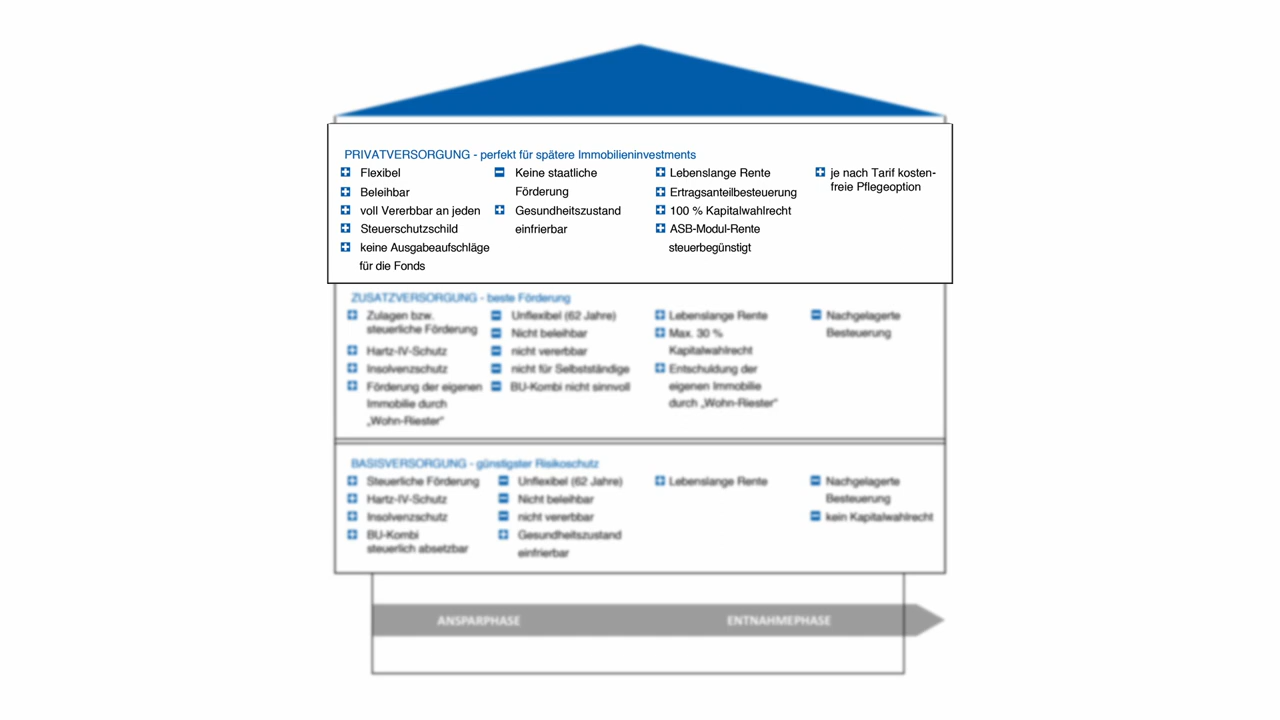 PRIVATVERSORGUNG - perfekt für spätere Immobilieninvestments
Flexibel
Beleihbar
voll Vererbbar an jeden
Steuerschutzschild
keine Ausgabeaufschläge
für die Fonds
Keine staatliche
Förderung
Gesundheitszustand
einfrierbar
Lebenslange Rente
Ertragsanteilbesteuerung
100 % Kapitalwahlrecht
ASB-Modul-Rente
steuerbegünstigt
je nach Tarif kosten-
freie Pflegeoption
ZUSATZVERSORGUNG - beste Förderung
Zulagen bzw.
steuerliche Förderung
Hartz-IV-Schutz
Insolvenzschutz
Förderung der eigenen
Immobilie durch
„Wohn-Riester“
Unflexibel (62 Jahre)
Nicht beleihbar
nicht vererbbar
nicht für Selbstständige
BU-Kombi nicht sinnvoll
Lebenslange Rente
Max. 30 %
Kapitalwahlrecht
Entschuldung der
eigenen Immobilie
durch „Wohn-Riester“
Nachgelagerte
Besteuerung
BASISVERSORGUNG - günstigster Risikoschutz
Steuerliche Förderung
Hartz-IV-Schutz
Insolvenzschutz
BU-Kombi
steuerlich absetzbar
Unflexibel (62 Jahre)
Nicht beleihbar
nicht vererbbar
Gesundheitszustand
einfrierbar
Lebenslange Rente
Nachgelagerte
Besteuerung
kein Kapitalwahlrecht
ANSPARPHASE
ENTNAHMEPHASE